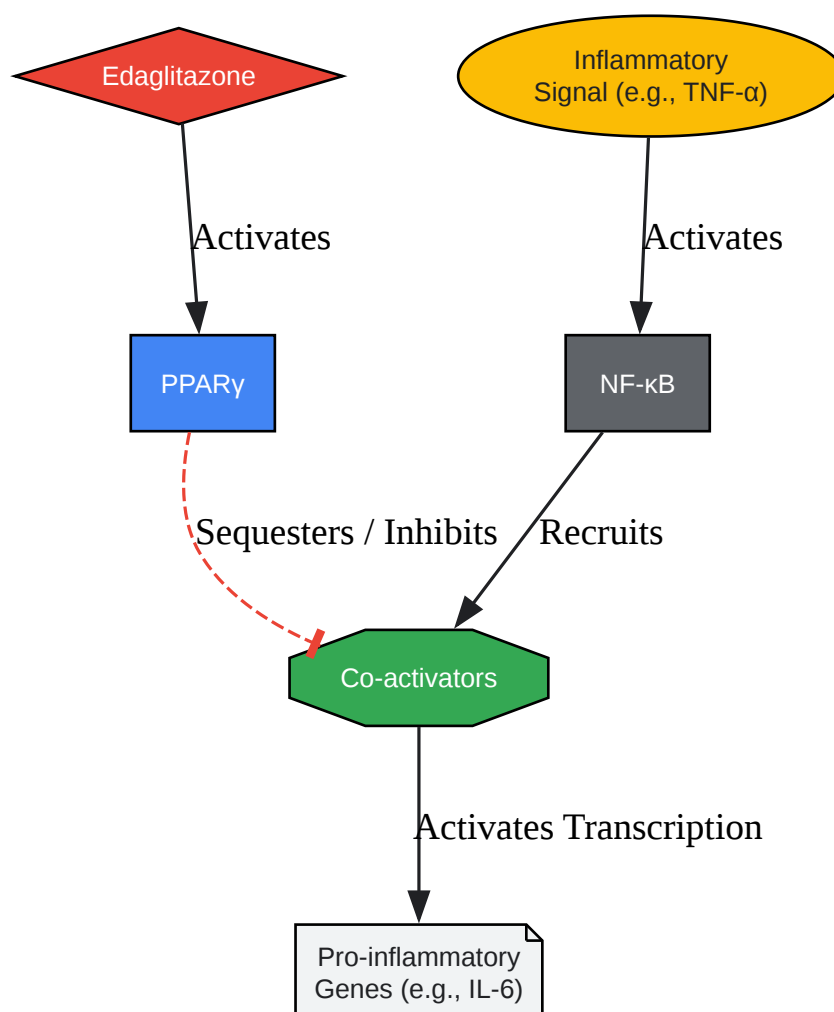 Edaglitazone
Inflammatory
Signal (e.g., TNF-α)
Activates
Activates
PPARγ
NF-κB
Sequesters / Inhibits
Recruits
Co-activators
Activates Transcription
Pro-inflammatory
Genes (e.g., IL-6)